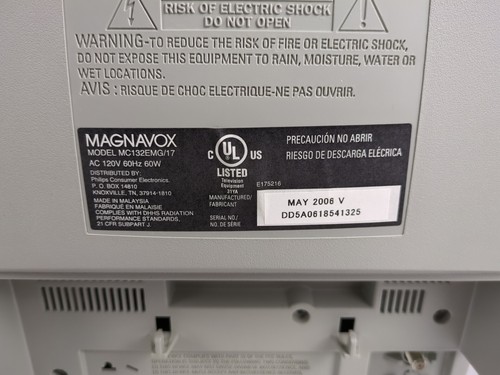 RISK OF ELECTRIC SHOCK
DO NOT OPEN
WARNING-TO REDUCE THE RISK OF FIRE OR ELECTRIC SHOCK,
DO NOT EXPOSE THIS EQUIPMENT TO RAIN, MOISTURE, WATER OR
WET LOCATIONS.
AVIS : RISQUE DE CHOC ELECTRIQUE-NE PAS OUVRIR.
MAGNAVOX
MODEL MC132EMG/17
AC 120V 60Hz 60W
DISTRIBUTED BY:
Philips Consumer Electronics
P. O. BOX 14810
KNOXVILLE, TN, 37914-1810
MADE IN MALAYSIA
FABRIQUÉ EN MALAISIE
COMPLIES WITH DHHS RADIATION
PERFORMANCE STANDARDS,
21 CFR SUBPART J
C UL US
LISTED
Television
Equipment
311A
E175216
MANUFACTURED/
FABRICANT
SERIAL NO./
NO. DE SÉRIE
PRECAUCIÓN NO ABRIR
RIESGO DE DESCARGA ELÉCTRICA
MAY 2006 V
DD5A0618541325